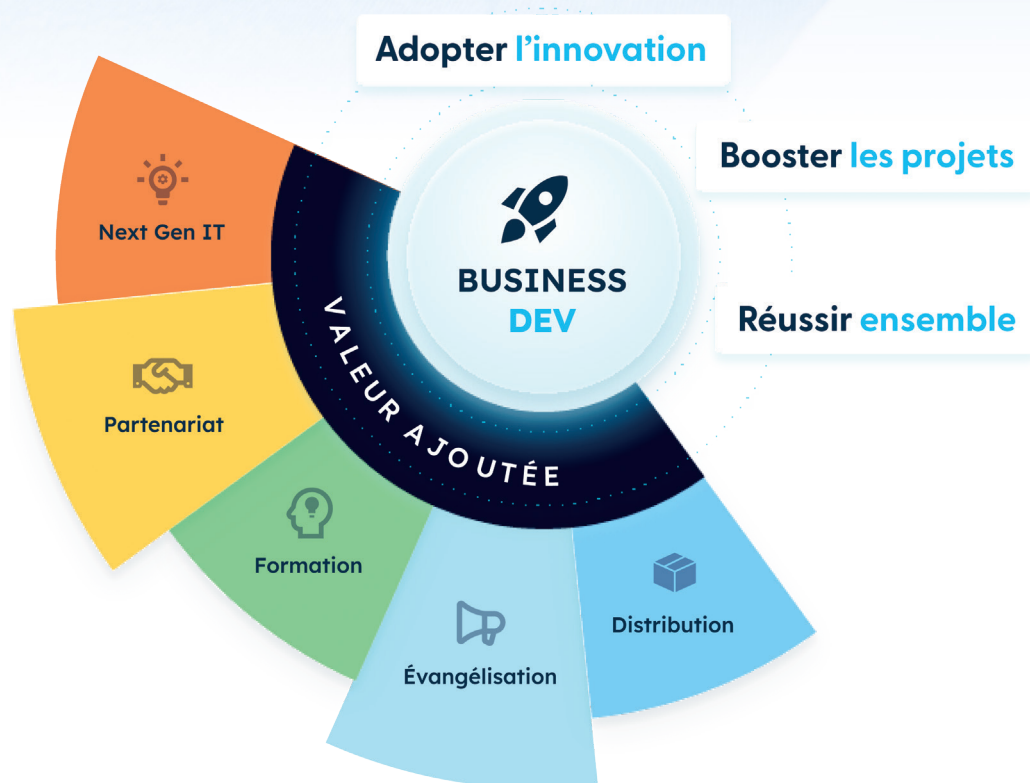 Adopter l'innovation
Booster les projets
Réussir ensemble
BUSINESS
DEV
VALEUR AJOUTÉE
Next Gen IT
Partenariat
Formation
Évangélisation
Distribution